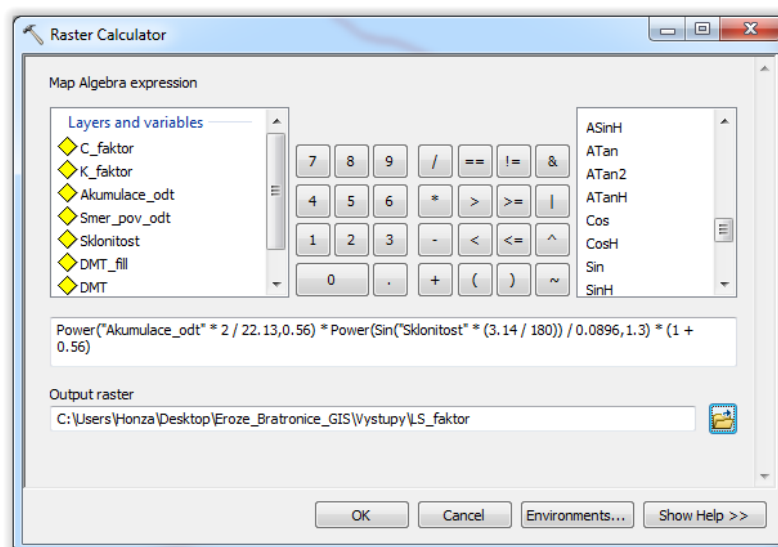 Raster Calculator
Map Algebra expression
Layers and variables
C_faktor
K_faktor
Akumulace_odt
Smer_pov_odt
Sklonitost
DMT_fill
DMT
7 8 9 / == != &
4 5 6 * > >= |
1 2 3 - < <= ^
0 . + ( ) ~
ASinH
ATan
ATan2
ATanH
Cos
CosH
Sin
SinH
Power("Akumulace_odt" * 2 / 22.13,0.56) * Power(Sin("Sklonitost" * (3.14 / 180)) / 0.0896,1.3) * (1 +
0.56)
Output raster
C:\Users\Honza\Desktop\Eroze_Bratronice_GIS\Vystupy\LS_faktor
OK Cancel Environments... Show Help >>